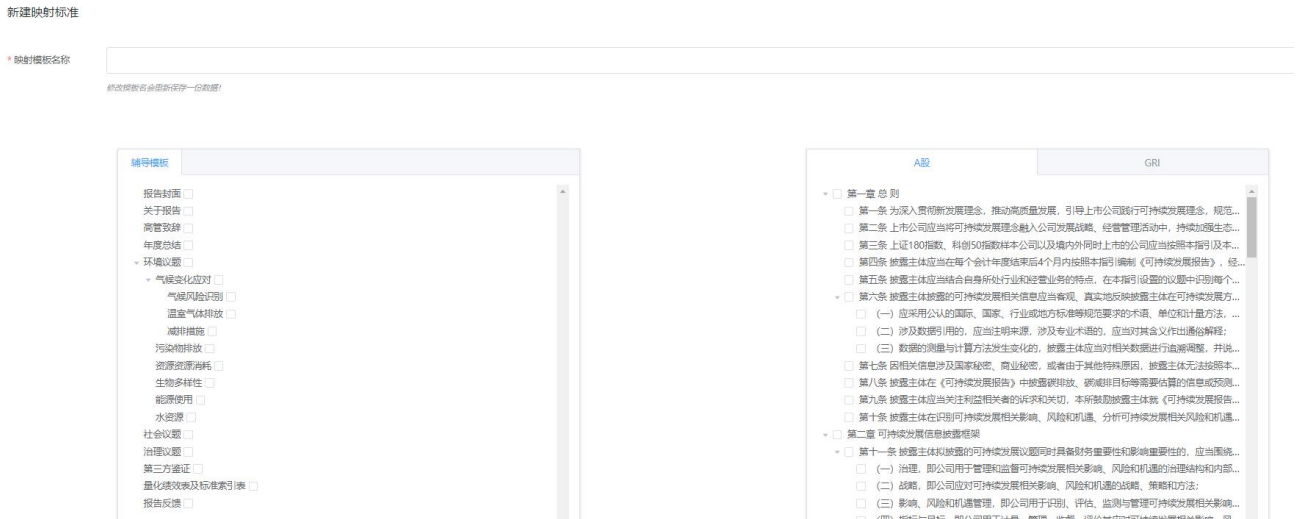 新建映射标准
* 映射模板名称
修改模板名会重新保存一份数据！
辅导模板
报告封面
关于报告
高管致辞
年度总结
环境议题
气候变化应对
气候风险识别
温室气体排放
减排措施
污染物排放
资源资源消耗
生物多样性
能源使用
水资源
社会议题
治理议题
第三方鉴证
量化绩效表及标准索引表
报告反馈
A股
GRI
第一章 总 则
第一条 为深入贯彻新发展理念，推动高质量发展，引导上市公司践行可持续发展理念，规范...
第二条 上市公司应当将可持续发展理念融入公司发展战略、经营管理活动中，持续加强生态...
第三条 上证180指数、科创50指数样本公司以及境内外同时上市的公司应当按照本指引及本...
第四条 披露主体应当在每个会计年度结束后4个月内按照本指引编制《可持续发展报告》，经...
第五条 披露主体应当结合自身所处行业和经营业务的特点，在本指引设置的议题中识别每个...
第六条 披露主体披露的可持续发展相关信息应当客观、真实地反映披露主体在可持续发展方...
（一）应采用公认的国际、国家、行业或地方标准等规范要求的术语、单位和计量方法，...
（二）涉及数据引用的，应当注明来源，涉及专业术语的，应当对其含义作出通俗解释；
（三）数据的测量与计算方法发生变化的，披露主体应当对相关数据进行追溯调整，并说...
第七条 因相关信息涉及国家秘密、商业秘密，或者由于其他特殊原因，披露主体无法按照本...
第八条 披露主体在《可持续发展报告》中披露碳排放、碳减排目标等需要估算的信息或预测...
第九条 披露主体应当关注利益相关者的诉求和关切，本所鼓励披露主体就《可持续发展报告...
第十条 披露主体在识别可持续发展相关影响、风险和机遇、分析可持续发展相关风险和机遇...
第二章 可持续发展信息披露框架
第十一条 披露主体拟披露的可持续发展议题同时具备财务重要性和影响重要性的，应当围绕...
（一）治理，即公司用于管理和监督可持续发展相关影响、风险和机遇的治理结构和内部...
（二）战略，即公司应对可持续发展相关影响、风险和机遇的战略、策略和方法；
（三）影响、风险和机遇管理，即公司用于识别、评估、监测与管理可持续发展相关影响...
（四）指标与目标，即公司用于计量、管理、监督、评价其应对可持续发展相关影响、风...